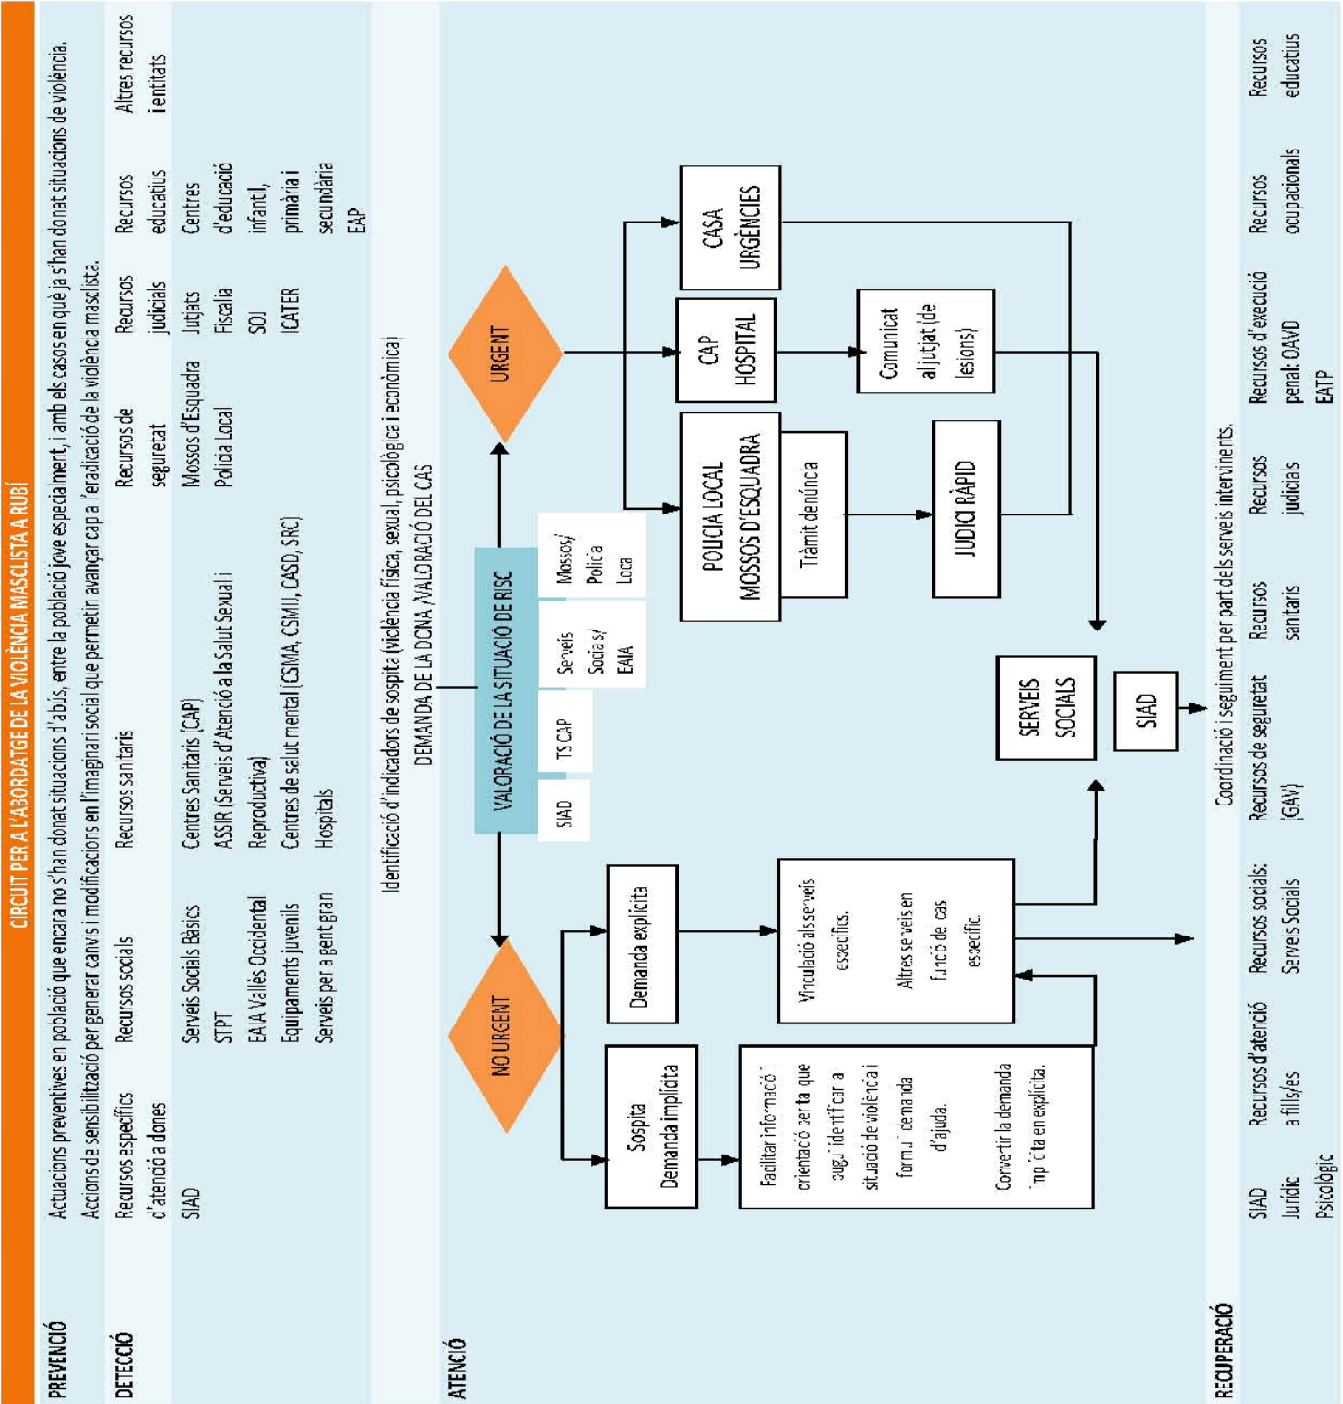 CIRCUIT PER A L'ABORDATGE DE LA VIOLÈNCIA MASCLISTA A RUBÍ
PREVENCIÓ
Actuacions preventives en població que encara no s'han donat situacions d'abús, entre la població jove especialment, i amb els casos en què ja s'han donat situacions de violència.
Accions de sensibilització per generar canvis i modificacions en l'imaginari social que permetin avançar cap a l'eradicació de la violència masclista.
DETECCIÓ
Recursos específics
d'atenció a dones
Recursos socials
Recursos sanitaris
Recursos de
seguretat
Recursos
judicials
Recursos
educatius
Altres recursos
i entitats
SIAD
Serveis Socials Bàsics
STPT
EAIA Vallès Occidental
Equipaments juvenils
Serveis per a gent gran
Centres Sanitaris (CAP)
ASSIR (Serveis d'Atenció a la Salut Sexual i
Reproductiva)
Centres de salut mental (CSMA, CSMIJ, CASD, SRC)
Hospitals
Mossos d'Esquadra
Policia Local
Jutjats
Fiscalia
SOJ
ICATER
Centres
d'educació
infantil,
primària i
secundària
EAP
Identificació d'indicadors de sospita (violència física, sexual, psicològica i econòmica)
DEMANDA DE LA DONA /VALORACIÓ DEL CAS
ATENCIÓ
NO URGENT
VALORACIÓ DE LA SITUACIÓ DE RISC
URGENT
SIAD
TS CAP
Serveis
Socials/
EAIA
Mossos/
Policia
Local
Sospita
Demanda implícita
Demanda explícita
POLICIA LOCAL
MOSSOS D'ESQUADRA
Tràmit denúncia
CAP
HOSPITAL
CASA
URGÈNCIES
Facilitar informació i
orientació per tal que
pugui identificar la
situació de violència i
formuli demanda
d'ajuda.
Convertir la demanda
implícita en explícita.
Vinculació als serveis
específics.
Altres serveis en
funció de cas
específic.
JUDICI RÀPID
Comunicat
al jutjat (de
lesions)
SERVEIS
SOCIALS
SIAD
RECUPERACIÓ
Coordinació i seguiment per part dels serveis intervinents.
SIAD
Jurídic
Psicològic
Recursos d'atenció
a fills/es
Recursos socials:
Serveis Socials
Recursos de seguretat
(GAV)
Recursos
sanitaris
Recursos
judicials
Recursos d'execució
penal: OAVD
EATP
Recursos
ocupacionals
Recursos
educatius